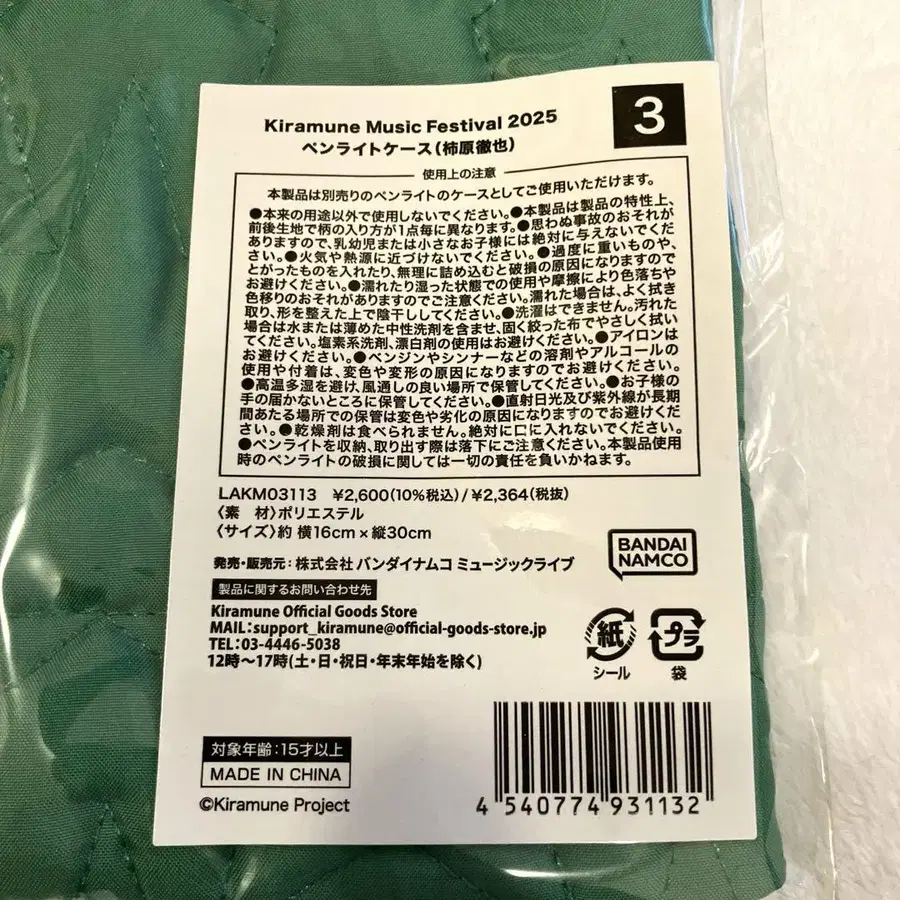 Kiramune Music Festival 2025
ペンライトケース(柿原徹也)
3
使用上の注意
本製品は別売りのペンライトのケースとしてご使用いただけます。
●本来の用途以外で使用しないでください。●本製品は製品の特性上、
前後生地で柄の入り方が1点毎に異なります。●思わぬ事故のおそれが
ありますので、乳幼児または小さなお子様には絶対に与えないでくだ
さい。●火気や熱源に近づけないでください。●過度に重いものや、
とがったものを入れたり、無理に詰め込むと破損の原因になりますので
お避けください。●濡れたり湿った状態での使用や摩擦により色落ちや
色移りのおそれがありますのでご注意ください。濡れた場合は、よく拭き
取り、形を整えた上で陰干ししてください。●洗濯はできません。汚れた
場合は水または薄めた中性洗剤を含ませ、固く絞った布でやさしく拭い
てください。塩素系洗剤、漂白剤の使用はお避けください。●アイロンは
お避けください。●ベンジンやシンナーなどの溶剤やアルコールの
使用や付着は、変色や変形の原因になりますのでお避けください。
●高温多湿を避け、風通しの良い場所で保管してください。●お子様の
手の届かないところに保管してください。●直射日光及び紫外線が長期
間あたる場所での保管は変色や劣化の原因になりますのでお避けくださ
い。●乾燥剤は食べられません。絶対に口に入れないでください。
●ペンライトを収納、取り出す際は落下にご注意ください。本製品使用
時のペンライトの破損に関しては一切の責任を負いかねます。
LAKM03113 ¥2,600(10%税込)/¥2,364(税抜)
〈素 材〉ポリエステル
〈サイズ〉約 横16cm×縦30cm
発売・販売元:株式会社 バンダイナムコ ミュージックライブ
BANDAI
NAMCO
製品に関するお問い合わせ先
Kiramune Official Goods Store
MAIL:support_kiramune@official-goods-store.jp
TEL:03-4446-5038
12時～17時(土・日・祝日・年末年始を除く)
紙
シール
プラ
袋
対象年齢:15才以上
MADE IN CHINA
©Kiramune Project
4 540774 931132